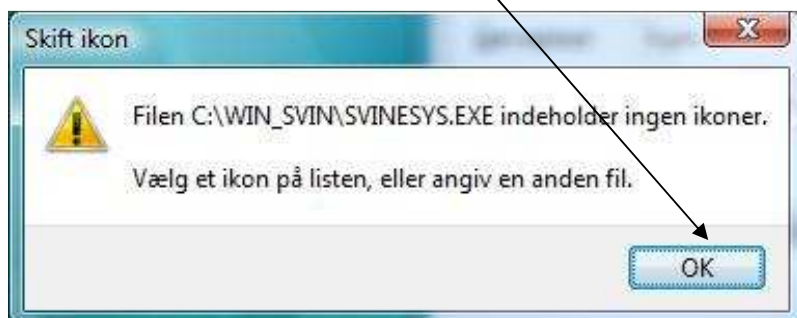 Skift ikon
Filen C:\WIN_SVIN\SVINESYS.EXE indeholder ingen ikoner.
Vælg et ikon på listen, eller angiv en anden fil.
OK